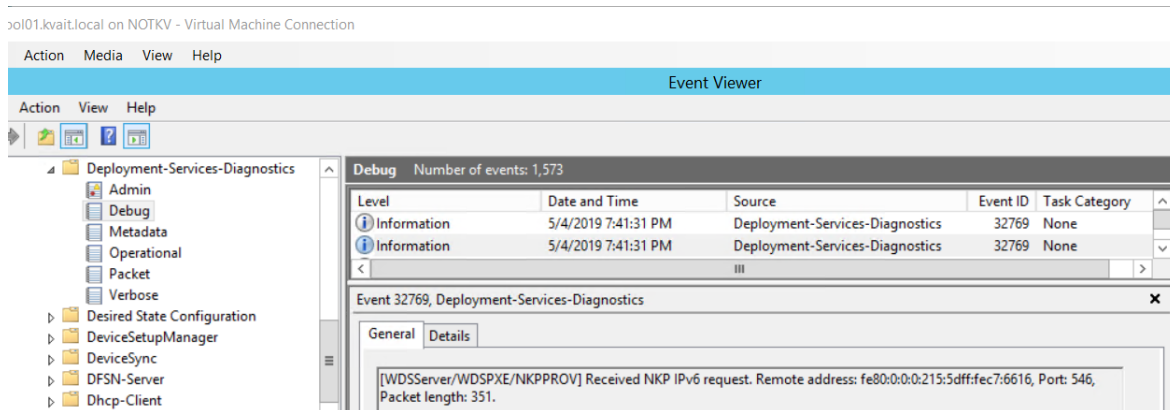 ool01.kvait.local on NOTKV - Virtual Machine Connection
Action Media View Help
Event Viewer
Action View Help
Deployment-Services-Diagnostics
Admin
Debug
Metadata
Operational
Packet
Verbose
Desired State Configuration
DeviceSetupManager
DeviceSync
DFSN-Server
Dhcp-Client
Debug Number of events: 1,573
Level Date and Time Source Event ID Task Category
Information 5/4/2019 7:41:31 PM Deployment-Services-Diagnostics 32769 None
Information 5/4/2019 7:41:31 PM Deployment-Services-Diagnostics 32769 None
Event 32769, Deployment-Services-Diagnostics
General Details
[WDSServer/WDSPXE/NKPPROV] Received NKP IPv6 request. Remote address: fe80:0:0:0:215:5dff:fec7:6616, Port: 546,
Packet length: 351.